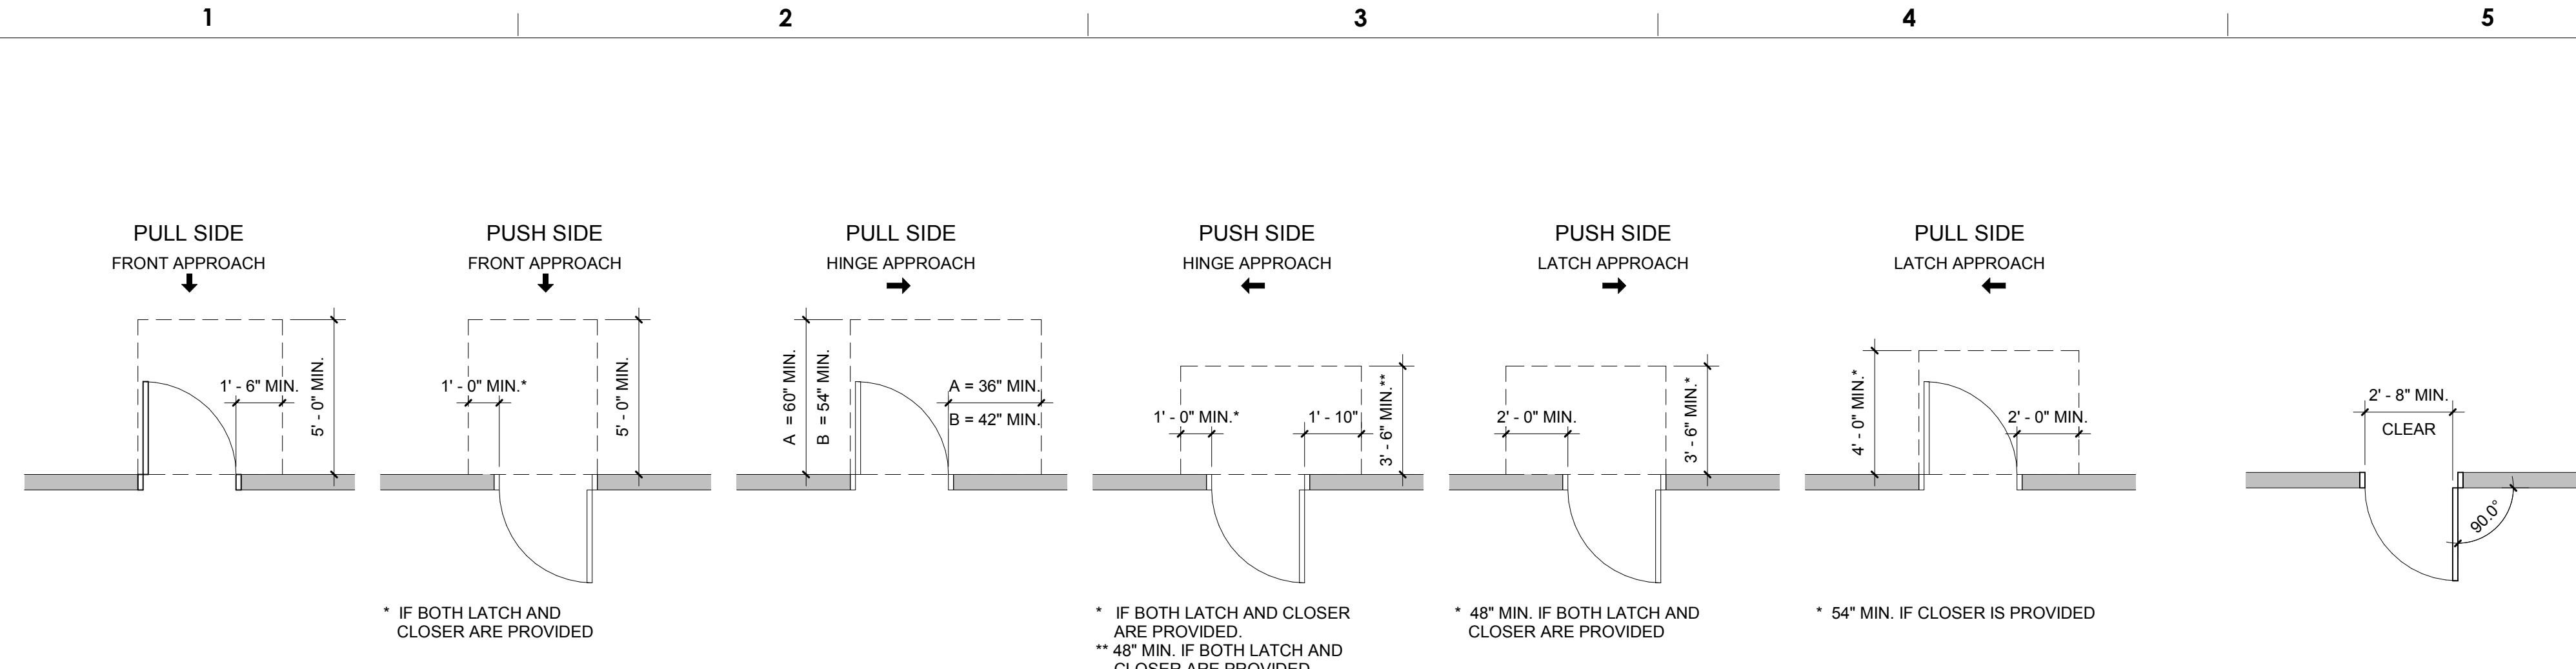 1 2 3 4 5
PULL SIDE
FRONT APPROACH
1' - 6" MIN.
5' - 0" MIN.
PUSH SIDE
FRONT APPROACH
1' - 0" MIN.*
5' - 0" MIN.
* IF BOTH LATCH AND
CLOSER ARE PROVIDED
PULL SIDE
HINGE APPROACH
A = 60" MIN.
B = 54" MIN.
A = 36" MIN.
B = 42" MIN.
PUSH SIDE
HINGE APPROACH
1' - 0" MIN.*
1' - 10"
3' - 6" MIN.**
* IF BOTH LATCH AND CLOSER
ARE PROVIDED.
** 48" MIN. IF BOTH LATCH AND
CLOSER ARE PROVIDED
PUSH SIDE
LATCH APPROACH
2' - 0" MIN.
3' - 6" MIN.*
* 48" MIN. IF BOTH LATCH AND
CLOSER ARE PROVIDED
PULL SIDE
LATCH APPROACH
4' - 0" MIN.*
2' - 0" MIN.
* 54" MIN. IF CLOSER IS PROVIDED
2' - 8" MIN.
CLEAR
90.0°